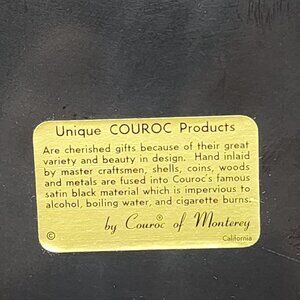 Unique COUROC Products
Are cherished gifts because of their great
variety and beauty in design. Hand inlaid
by master craftsmen, shells, coins, woods
and metals are fused into Couroc's famous
satin black material which is impervious to
alcohol, boiling water, and cigarette burns.
by Couroc® of Monterey
© California